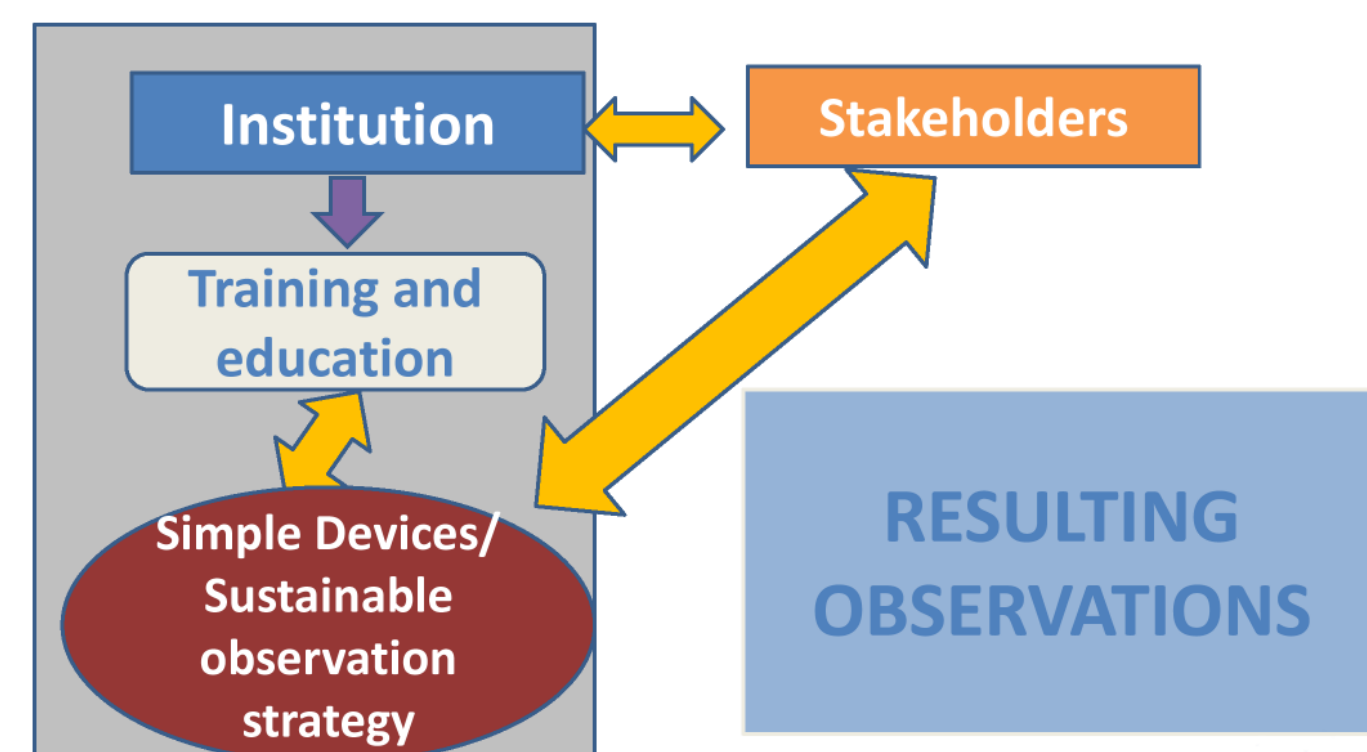 Institution
Stakeholders
Training and
education
Simple Devices/
Sustainable
observation
strategy
RESULTING
OBSERVATIONS